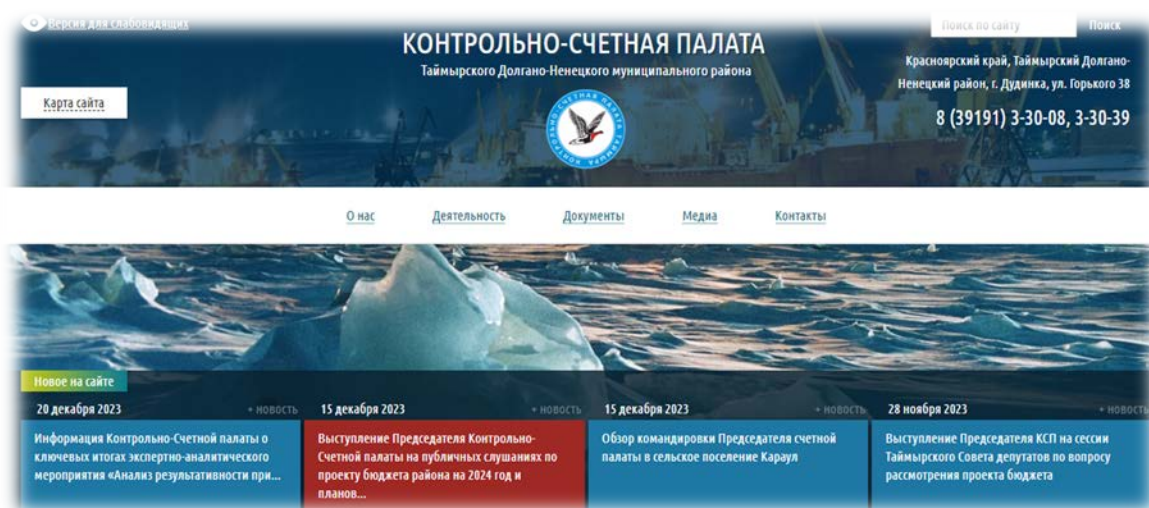 Версия для слабовидящих
Поиск по сайту
Поиск
КОНТРОЛЬНО-СЧЕТНАЯ ПАЛАТА
Таймырского Долгано-Ненецкого муниципального района
Красноярский край, Таймырский Долгано-
Ненецкий район, г. Дудинка, ул. Горького 38
Карта сайта
8 (39191) 3-30-08, 3-30-39
КОНТРОЛЬНО-СЧЕТНАЯ ПАЛАТА ТАЙМЫРА
О нас
Деятельность
Документы
Медиа
Контакты
Новое на сайте
20 декабря 2023
+ НОВОСТЬ
Информация Контрольно-Счетной палаты о
ключевых итогах экспертно-аналитического
мероприятия «Анализ результативности при...
15 декабря 2023
+ НОВОСТЬ
Выступление Председателя Контрольно-
Счетной палаты на публичных слушаниях по
проекту бюджета района на 2024 год и
планов...
15 декабря 2023
+ НОВОСТЬ
Обзор командировки Председателя счетной
палаты в сельское поселение Караул
28 ноября 2023
+ НОВОСТЬ
Выступление Председателя КСП на сессии
Таймырского Совета депутатов по вопросу
рассмотрения проекта бюджета